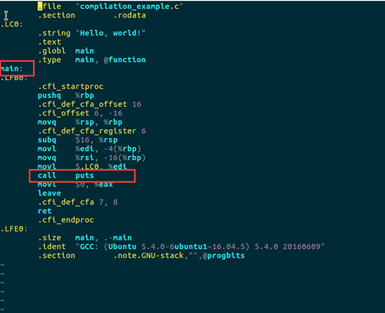 .file "compilation_example.c"
.section .rodata
.LC0:
.string "Hello, world!"
.text
.globl main
.type main, @function
main:
.LFB0:
.cfi_startproc
pushq %rbp
.cfi_def_cfa_offset 16
.cfi_offset 6, -16
movq %rsp, %rbp
.cfi_def_cfa_register 6
subq $16, %rsp
movl %edi, -4(%rbp)
movq %rsi, -16(%rbp)
movl $.LC0, %edi
call puts
movl $0, %eax
leave
.cfi_def_cfa 7, 8
ret
.cfi_endproc
.LFE0:
.size main, .-main
.ident "GCC: (Ubuntu 5.4.0-6ubuntu1~16.04.5) 5.4.0 20160609"
.section .note.GNU-stack,"",@progbits
~
~
~
~
~